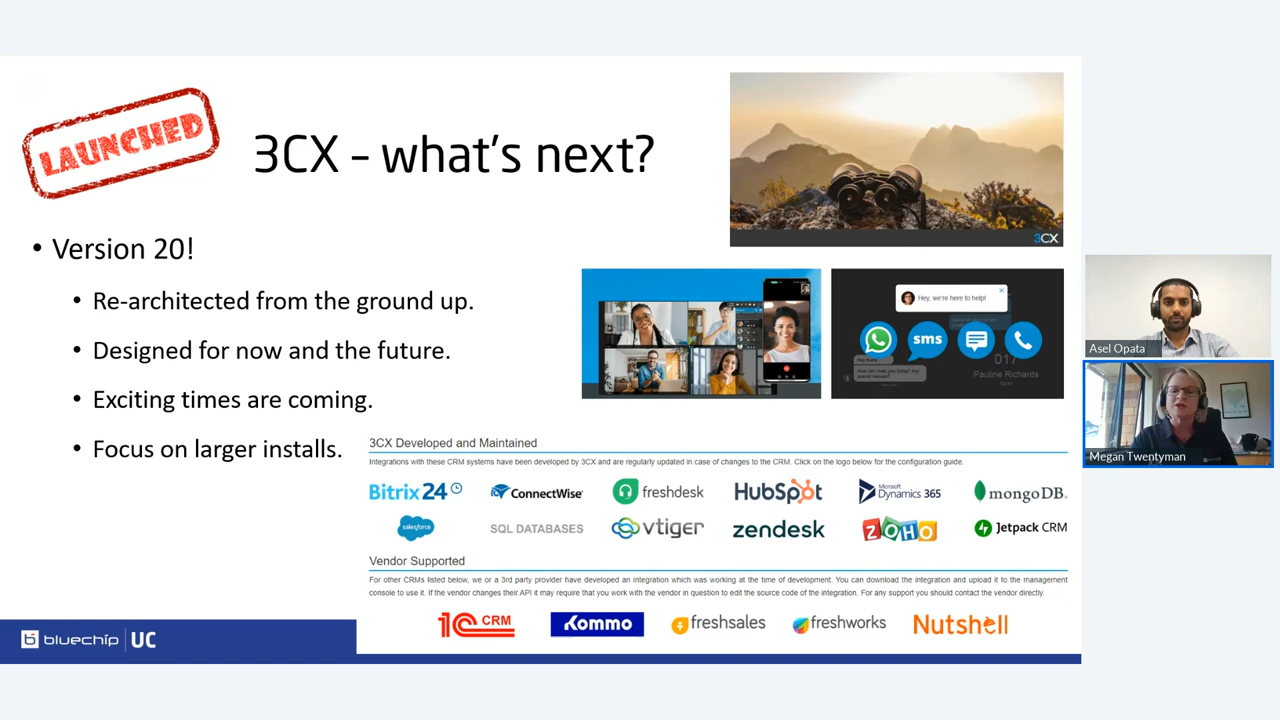 LAUNCHED
3CX – what's next?
3CX
• Version 20!
• Re-architected from the ground up.
• Designed for now and the future.
• Exciting times are coming.
• Focus on larger installs.
Hey, we're here to help!
sms
Hey there
How can I help you today? Any
special request?
017
Pauline Richards
Asel Opata
Megan Twentyman
3CX Developed and Maintained
Integrations with these CRM systems have been developed by 3CX and are regularly updated in case of changes to the CRM. Click on the logo below for the configuration guide.
Bitrix 24 ConnectWise freshdesk HubSpot Microsoft Dynamics 365 mongoDB.
salesforce SQL DATABASES vtiger zendesk ZOHO Jetpack CRM
Vendor Supported
For other CRMs listed below, we or a 3rd party provider have developed an integration which was working at the time of development. You can download the integration and upload it to the management
console to use it. If the vendor changes their API it may require that you work with the vendor in question to edit the source code of the integration. For any support you should contact the vendor directly.
1C CRM Kommo freshsales freshworks Nutshell
bluechip UC